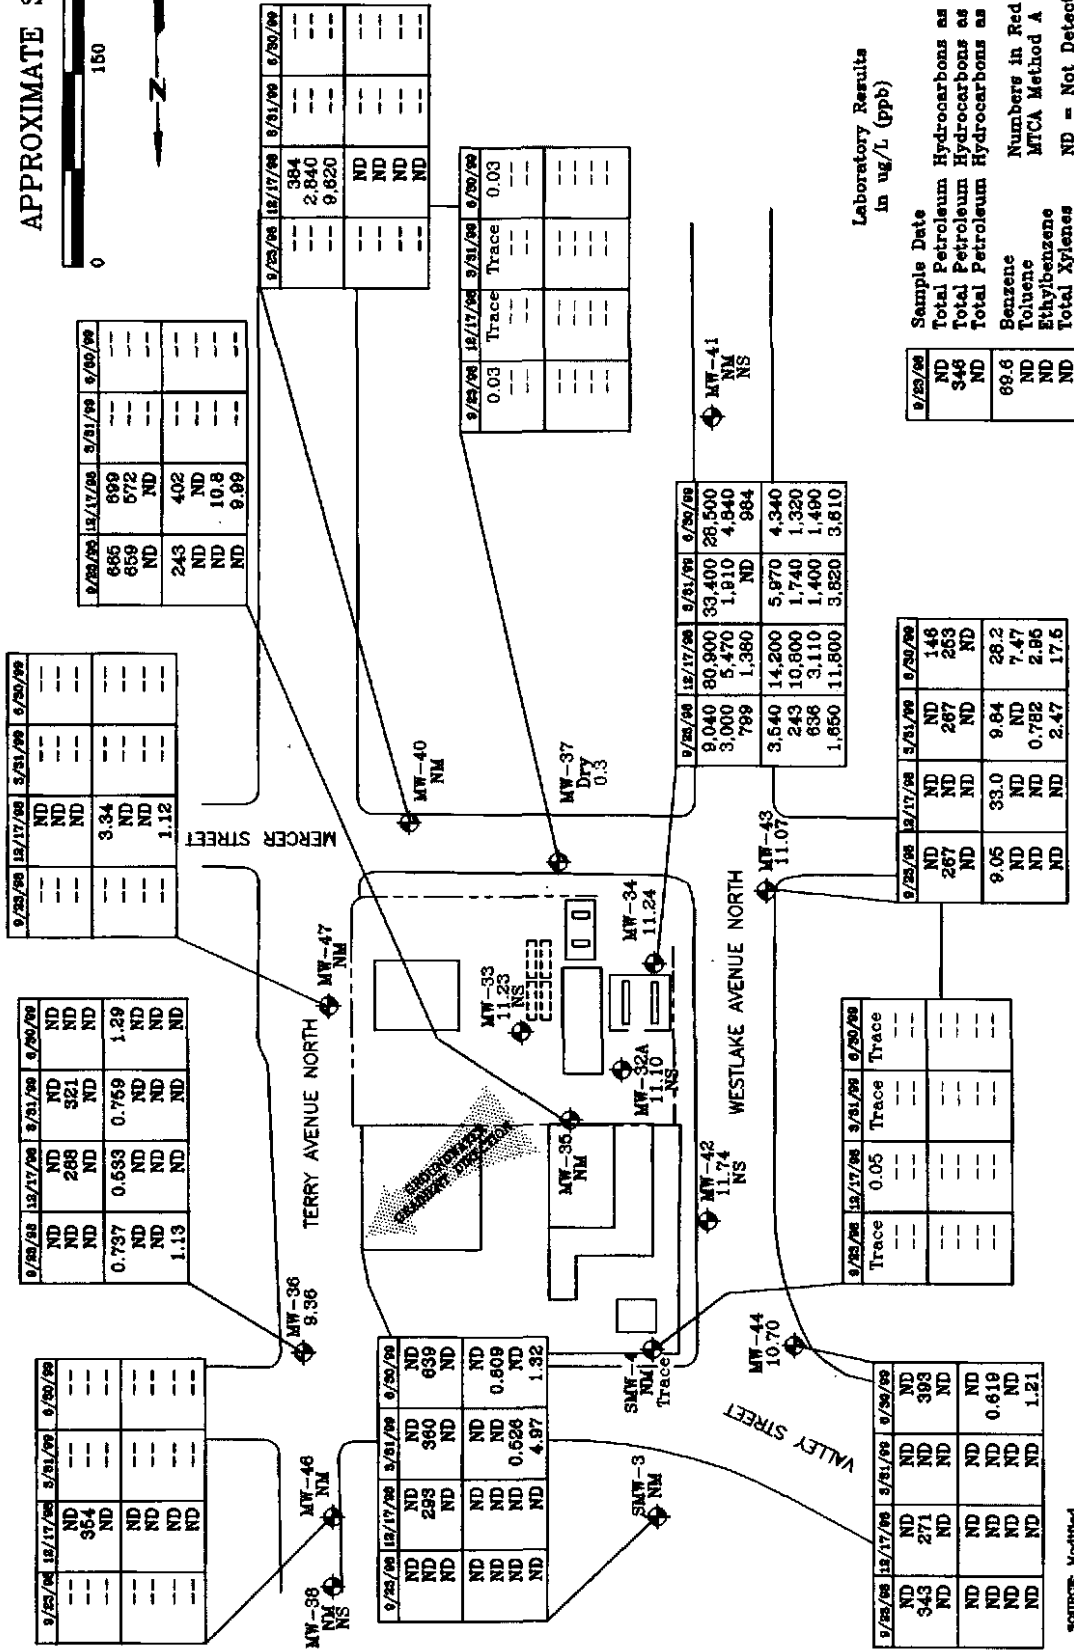 APPROXIMATE
0
150
Z
9/23/98 12/17/98 3/31/99 6/30/99
--- ND --- ---
--- 354 --- ---
--- ND --- ---
--- ND --- ---
--- ND --- ---
--- ND --- ---
--- ND --- ---
9/23/98 12/17/98 3/31/99 6/30/99
ND ND ND ND
ND 288 321 ND
ND ND ND ND
0.737 0.533 0.759 1.29
ND ND ND ND
ND ND ND ND
1.13 ND ND ND
9/23/98 12/17/98 3/31/99 6/30/99
--- ND --- ---
--- ND --- ---
--- ND --- ---
--- 3.34 --- ---
--- ND --- ---
--- ND --- ---
--- 1.12 --- ---
9/23/98 12/17/98 3/31/99 6/30/99
665 699 --- ---
659 572 --- ---
ND ND --- ---
243 402 --- ---
ND ND --- ---
ND 10.8 --- ---
ND 9.99 --- ---
9/23/98 12/17/98 3/31/99 6/30/99
--- 384 --- ---
--- 2,840 --- ---
--- 9,620 --- ---
--- ND --- ---
--- ND --- ---
--- ND --- ---
--- ND --- ---
MW-38
NM
NS
MW-46
NM
MW-36
9.36
TERRY AVENUE NORTH
MW-47
NM
MERCER STREET
MW-40
NM
9/23/98 12/17/98 3/31/99 6/30/99
0.03 Trace Trace 0.03
--- --- --- ---
--- --- --- ---
--- --- --- ---
--- --- --- ---
--- --- --- ---
--- --- --- ---
9/23/98 12/17/98 3/31/99 6/30/99
ND ND ND ND
ND 293 360 639
ND ND ND ND
ND ND ND ND
ND ND ND 0.809
ND ND 0.526 ND
ND ND 4.97 1.32
GROUNDWATER
GRADIENT DIRECTION
MW-33
11.23
NS
MW-37
Dry
0.3
MW-35
NM
MW-32A
11.10
NS
MW-34
11.24
SMW-3
NM
SMW-4
NM
Trace
MW-42
11.74
NS
WESTLAKE AVENUE NORTH
MW-43
11.07
MW-41
NM
NS
9/23/98 12/17/98 3/31/99 6/30/99
9,040 80,900 33,400 28,500
3,000 5,470 1,910 4,840
799 1,380 ND 984
3,540 14,200 5,970 4,340
243 10,800 1,740 1,320
636 3,110 1,400 1,490
1,650 11,800 3,820 3,610
VALLEY STREET
MW-44
10.70
9/23/98 12/17/98 3/31/99 6/30/99
ND ND ND ND
343 271 ND 393
ND ND ND ND
ND ND ND ND
ND ND ND 0.619
ND ND ND ND
ND ND ND 1.21
9/23/98 12/17/98 3/31/99 6/30/99
Trace 0.05 Trace Trace
--- --- --- ---
--- --- --- ---
--- --- --- ---
--- --- --- ---
--- --- --- ---
--- --- --- ---
9/23/98 12/17/98 3/31/99 6/30/99
ND ND ND 146
267 ND 267 263
ND ND ND ND
9.05 33.0 9.84 28.2
ND ND ND 7.47
ND ND 0.782 2.95
ND ND 2.47 17.5
Laboratory Results
in ug/L (ppb)
9/23/98 Sample Date
ND Total Petroleum Hydrocarbons as
346 Total Petroleum Hydrocarbons as
ND Total Petroleum Hydrocarbons as
69.6 Benzene Numbers in Red
ND Toluene MTCA Method A
ND Ethylbenzene
ND Total Xylenes ND = Not Detec
SOURCE: Modified